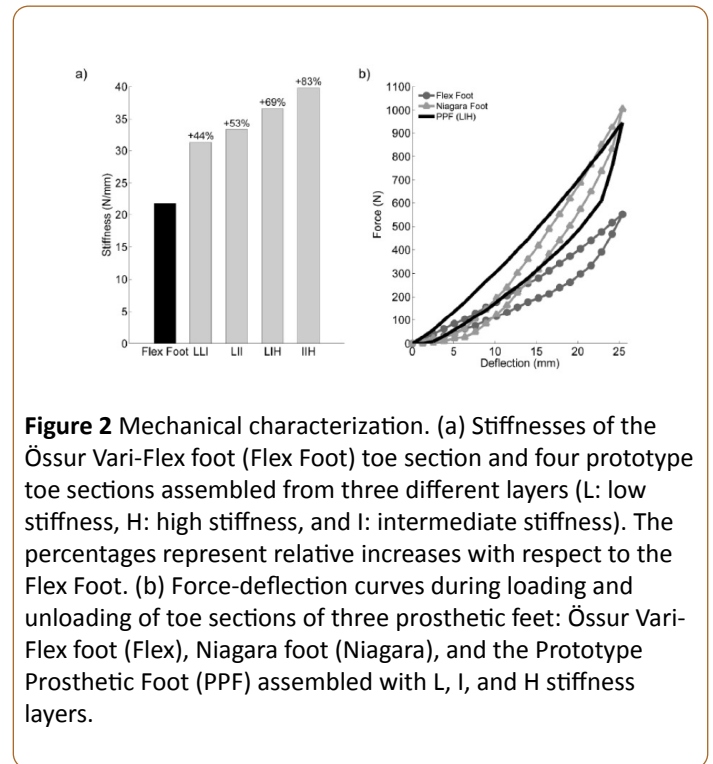 a)
40
35
30
25
20
15
10
5
0
Stiffness (N/mm)
+44%
+53%
+69%
+83%
Flex Foot LLI LII LIH IIH
b)
1100
1000
900
800
700
600
500
400
300
200
100
0
Force (N)
Flex Foot
Niagara Foot
PPF (LIH)
0 5 10 15 20 25
Deflection (mm)
Figure 2 Mechanical characterization. (a) Stiffnesses of the
Össur Vari-Flex foot (Flex Foot) toe section and four prototype
toe sections assembled from three different layers (L: low
stiffness, H: high stiffness, and I: intermediate stiffness). The
percentages represent relative increases with respect to the
Flex Foot. (b) Force-deflection curves during loading and
unloading of toe sections of three prosthetic feet: Össur Vari-
Flex foot (Flex), Niagara foot (Niagara), and the Prototype
Prosthetic Foot (PPF) assembled with L, I, and H stiffness
layers.